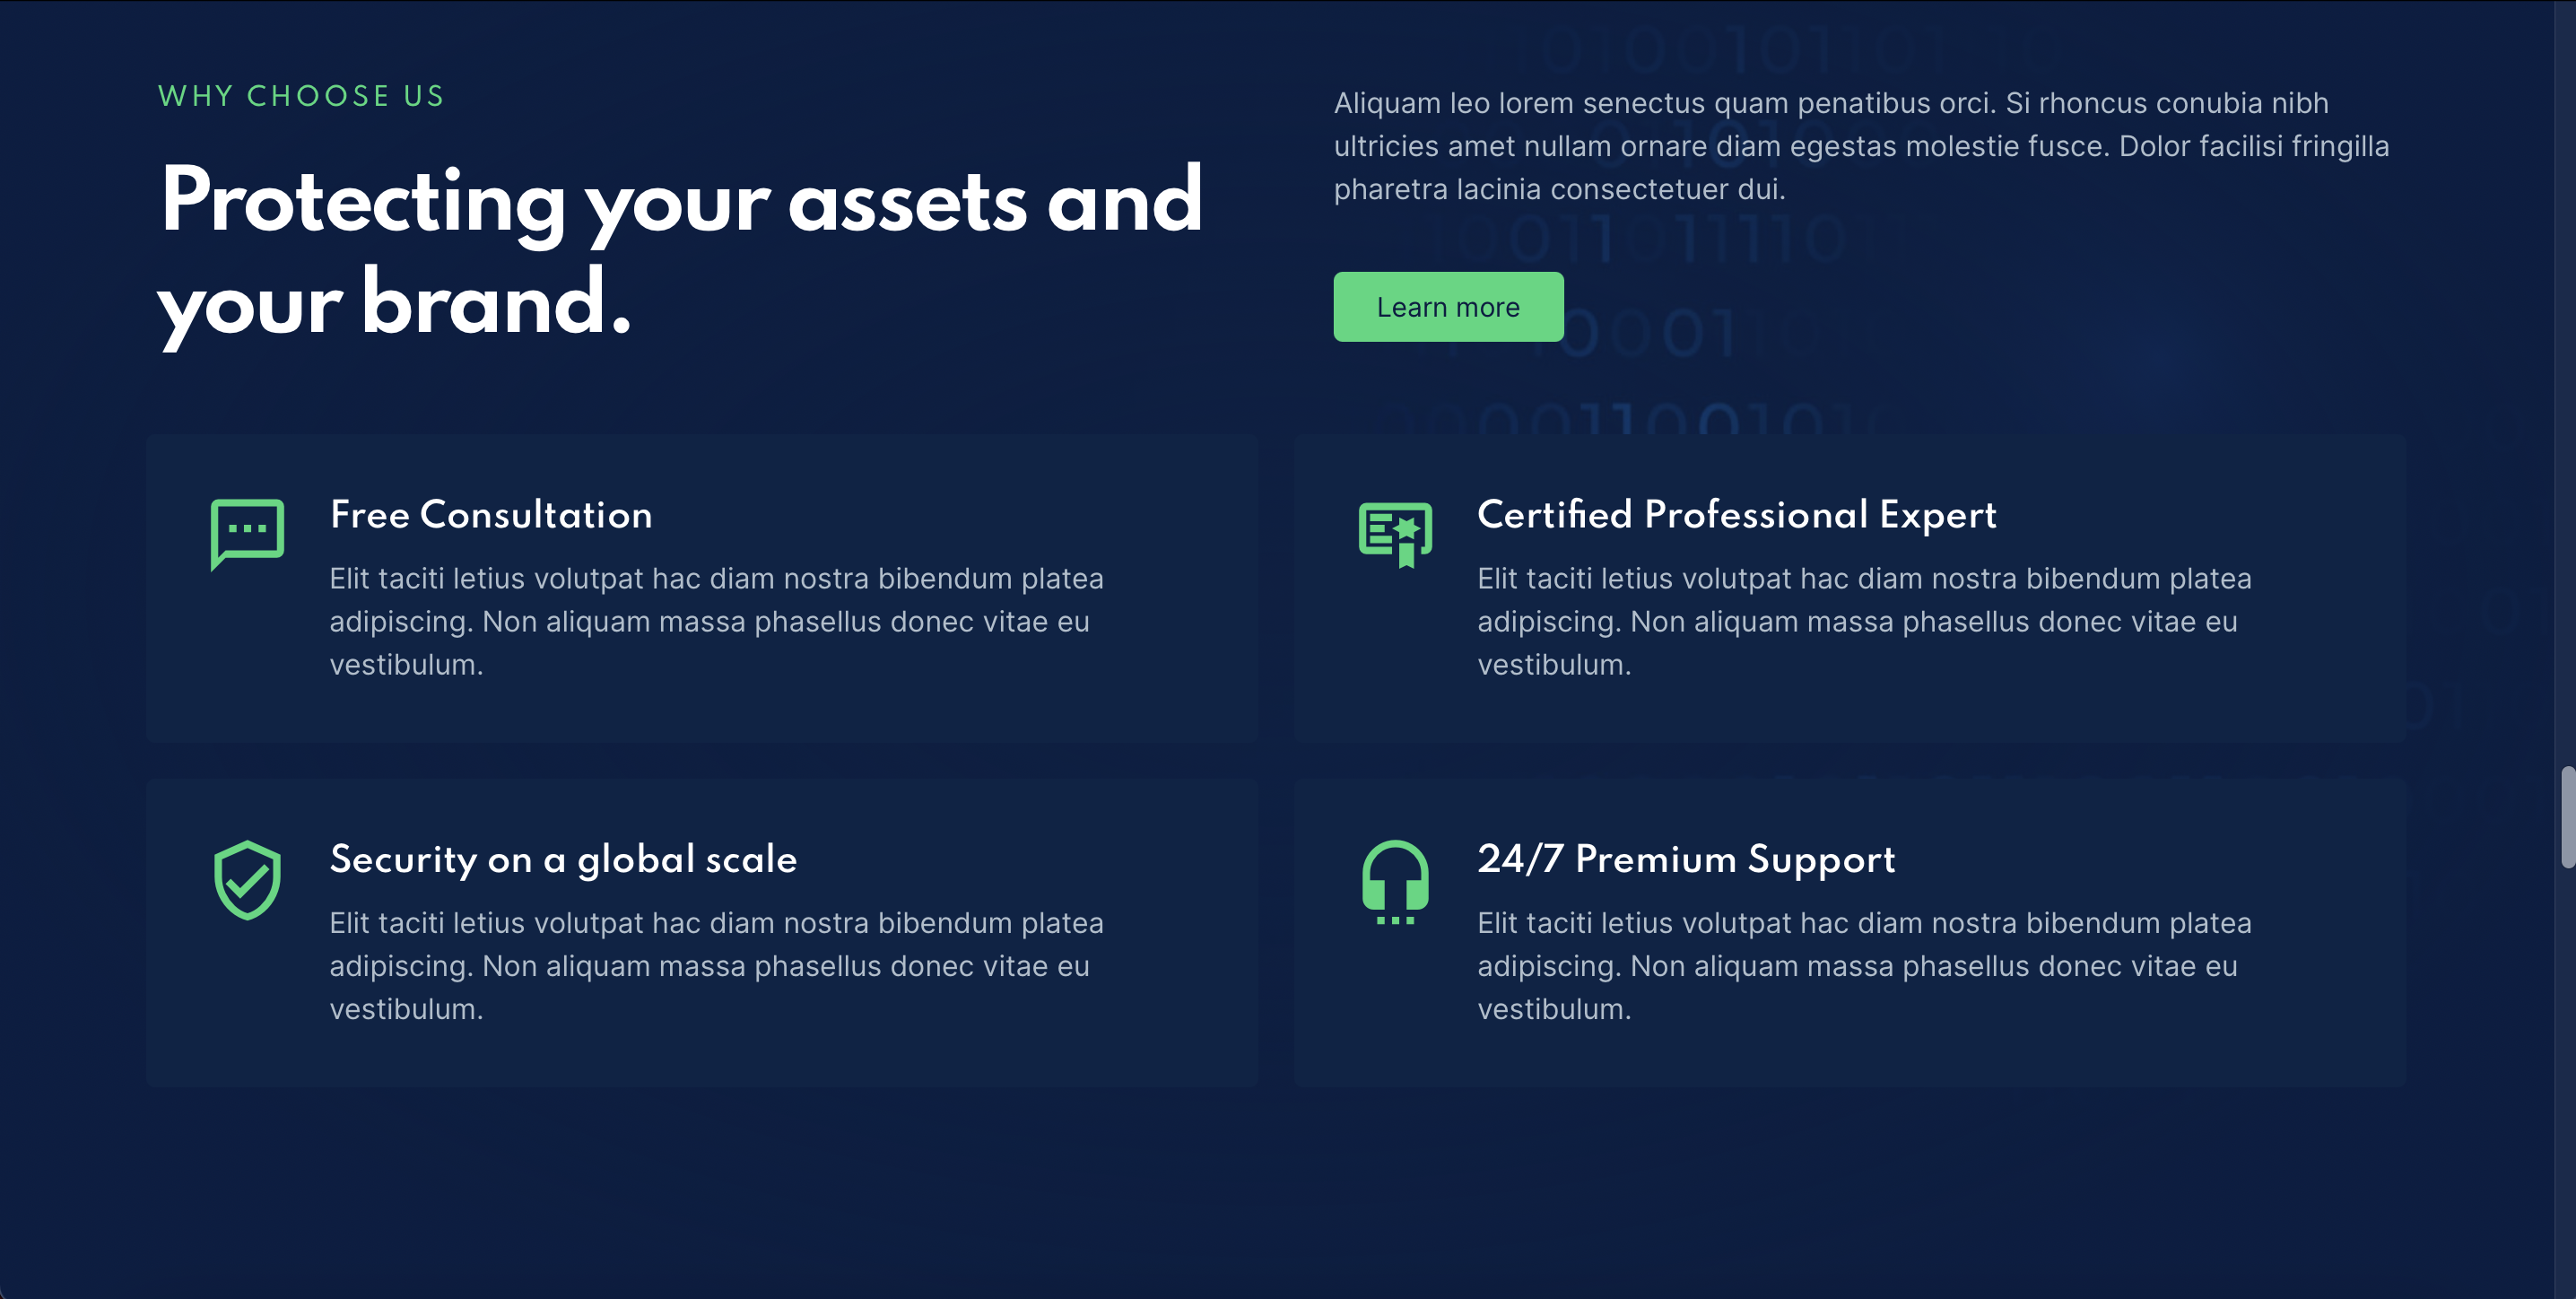 WHY CHOOSE US
Protecting your assets and
your brand.
Aliquam leo lorem senectus quam penatibus orci. Si rhoncus conubia nibh
ultricies amet nullam ornare diam egestas molestie fusce. Dolor facilisi fringilla
pharetra lacinia consectetuer dui.
Learn more
Free Consultation
Elit taciti letius volutpat hac diam nostra bibendum platea
adipiscing. Non aliquam massa phasellus donec vitae eu
vestibulum.
Certified Professional Expert
Elit taciti letius volutpat hac diam nostra bibendum platea
adipiscing. Non aliquam massa phasellus donec vitae eu
vestibulum.
Security on a global scale
Elit taciti letius volutpat hac diam nostra bibendum platea
adipiscing. Non aliquam massa phasellus donec vitae eu
vestibulum.
24/7 Premium Support
Elit taciti letius volutpat hac diam nostra bibendum platea
adipiscing. Non aliquam massa phasellus donec vitae eu
vestibulum.